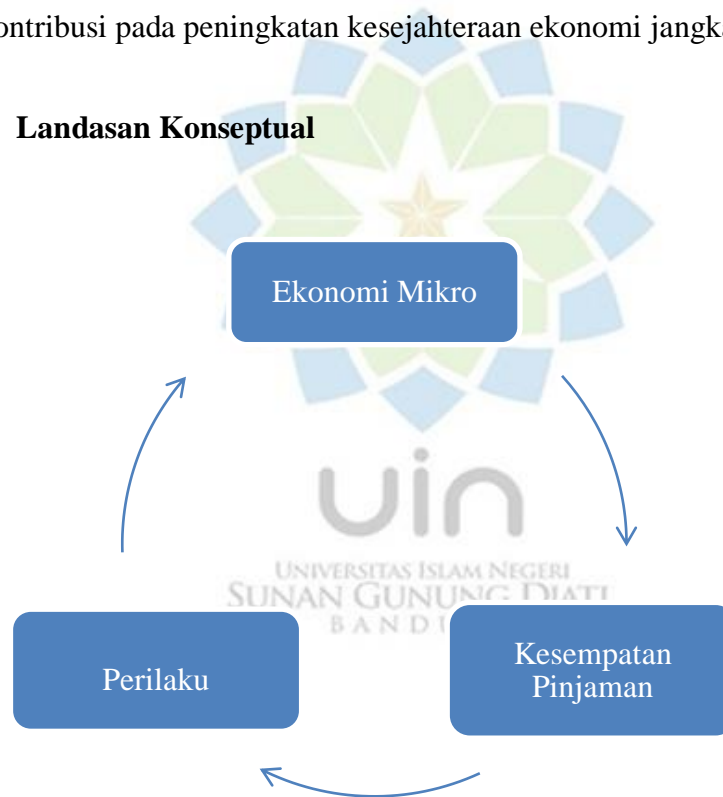 ontribusi pada peningkatan kesejahteraan ekonomi jangka
Landasan Konseptual
Ekonomi Mikro
uin
UNIVERSITAS ISLAM NEGERI
SUNAN GUNUNG DJATI
BANDU
Perilaku
Kesempatan
Pinjaman